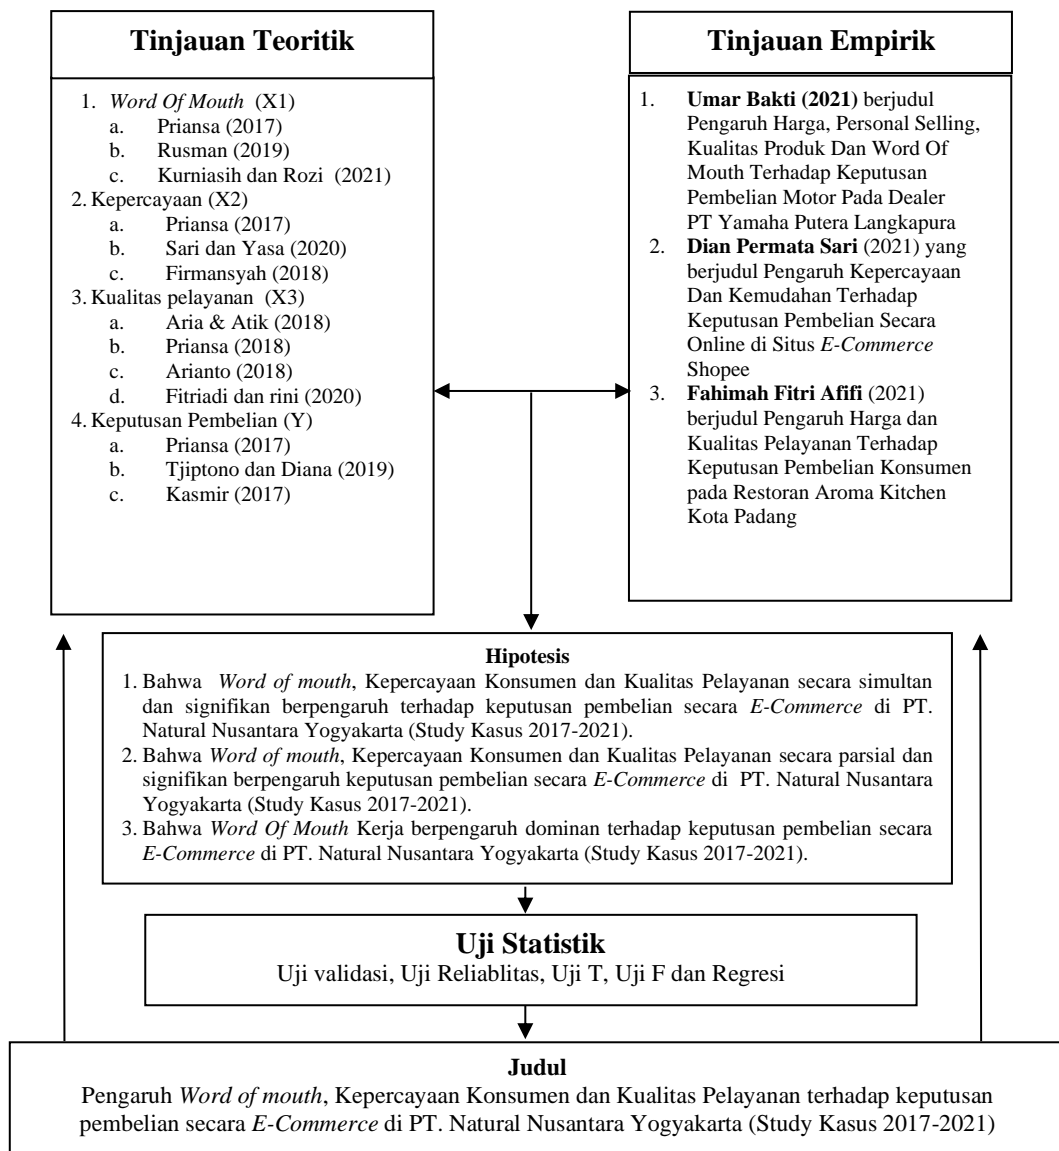 Tinjauan Teoritik
1. Word Of Mouth (X1)
a. Priansa (2017)
b. Rusman (2019)
c. Kurniasih dan Rozi (2021)
2. Kepercayaan (X2)
a. Priansa (2017)
b. Sari dan Yasa (2020)
c. Firmansyah (2018)
3. Kualitas pelayanan (X3)
a. Aria & Atik (2018)
b. Priansa (2018)
c. Arianto (2018)
d. Fitriadi dan rini (2020)
4. Keputusan Pembelian (Y)
a. Priansa (2017)
b. Tjiptono dan Diana (2019)
c. Kasmir (2017)
Tinjauan Empirik
1. Umar Bakti (2021) berjudul
Pengaruh Harga, Personal Selling,
Kualitas Produk Dan Word Of
Mouth Terhadap Keputusan
Pembelian Motor Pada Dealer
PT Yamaha Putera Langkapura
2. Dian Permata Sari (2021) yang
berjudul Pengaruh Kepercayaan
Dan Kemudahan Terhadap
Keputusan Pembelian Secara
Online di Situs E-Commerce
Shopee
3. Fahimah Fitri Afifi (2021)
berjudul Pengaruh Harga dan
Kualitas Pelayanan Terhadap
Keputusan Pembelian Konsumen
pada Restoran Aroma Kitchen
Kota Padang
Hipotesis
1. Bahwa Word of mouth, Kepercayaan Konsumen dan Kualitas Pelayanan secara simultan
dan signifikan berpengaruh terhadap keputusan pembelian secara E-Commerce di PT.
Natural Nusantara Yogyakarta (Study Kasus 2017-2021).
2. Bahwa Word of mouth, Kepercayaan Konsumen dan Kualitas Pelayanan secara parsial dan
signifikan berpengaruh keputusan pembelian secara E-Commerce di PT. Natural Nusantara
Yogyakarta (Study Kasus 2017-2021).
3. Bahwa Word Of Mouth Kerja berpengaruh dominan terhadap keputusan pembelian secara
E-Commerce di PT. Natural Nusantara Yogyakarta (Study Kasus 2017-2021).
Uji Statistik
Uji validasi, Uji Reliablitas, Uji T, Uji F dan Regresi
Judul
Pengaruh Word of mouth, Kepercayaan Konsumen dan Kualitas Pelayanan terhadap keputusan
pembelian secara E-Commerce di PT. Natural Nusantara Yogyakarta (Study Kasus 2017-2021)